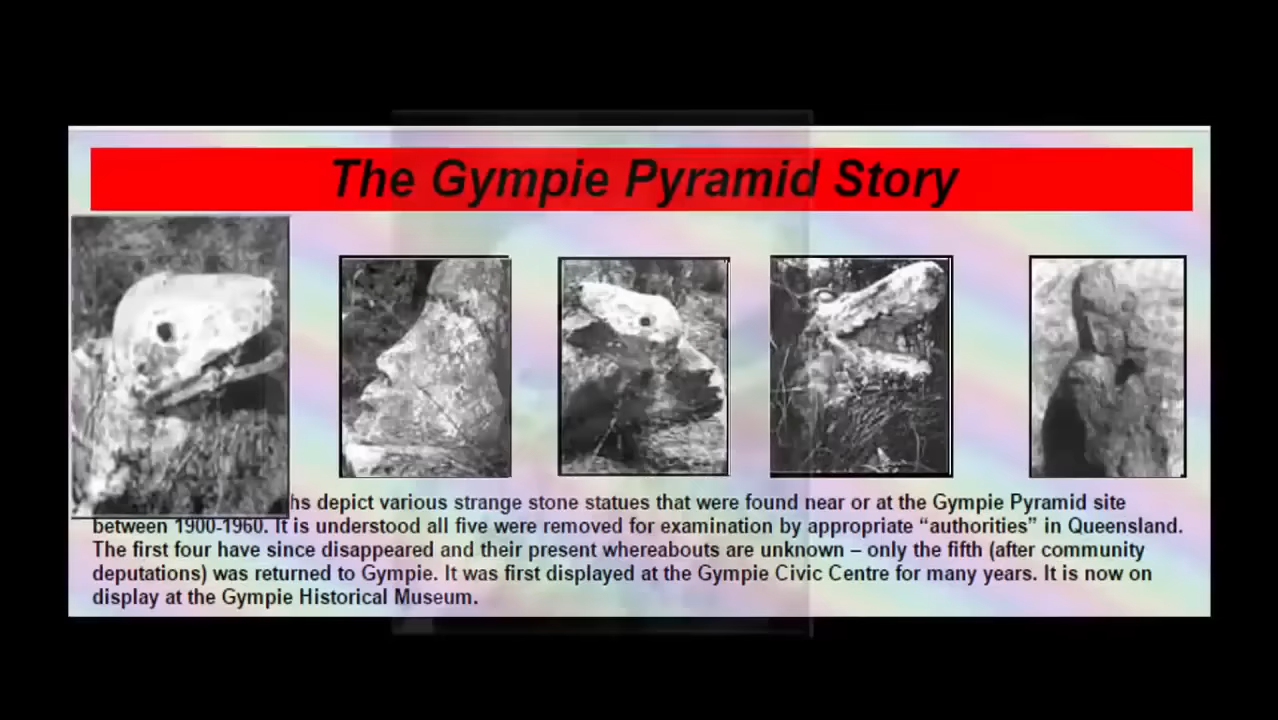 The Gympie Pyramid Story
hs depict various strange stone statues that were found near or at the Gympie Pyramid site
between 1900-1960. It is understood all five were removed for examination by appropriate “authorities” in Queensland.
The first four have since disappeared and their present whereabouts are unknown – only the fifth (after community
deputations) was returned to Gympie. It was first displayed at the Gympie Civic Centre for many years. It is now on
display at the Gympie Historical Museum.